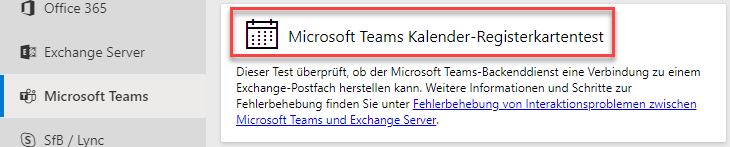 Office 365
Exchange Server
Microsoft Teams
SfB / Lync
Microsoft Teams Kalender-Registerkartentest
Dieser Test überprüft, ob der Microsoft Teams-Backenddienst eine Verbindung zu einem
Exchange-Postfach herstellen kann. Weitere Informationen und Schritte zur
Fehlerbehebung finden Sie unter Fehlerbehebung von Interaktionsproblemen zwischen
Microsoft Teams und Exchange Server.